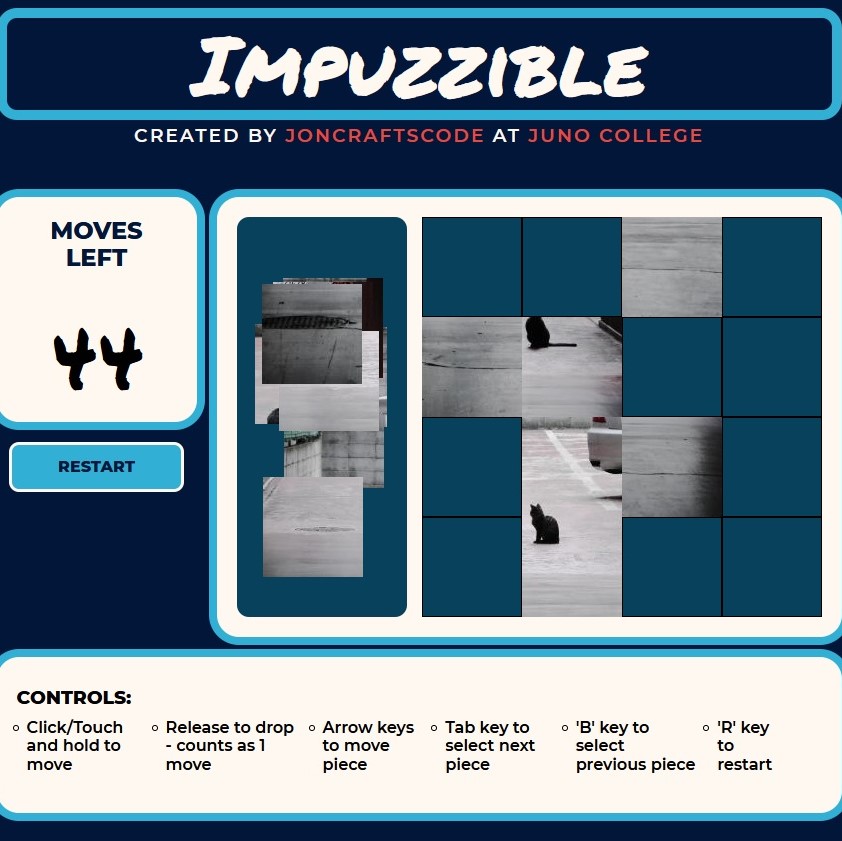 IMPUZZIBLE
CREATED BY JONCRAFTSCODE AT JUNO COLLEGE
MOVES
LEFT
44
RESTART
CONTROLS:
Click/Touch
and hold to
move
Release to drop
- counts as 1
move
Arrow keys
to move
piece
Tab key to
select next
piece
'B' key to
select
previous piece
'R' key
to
restart